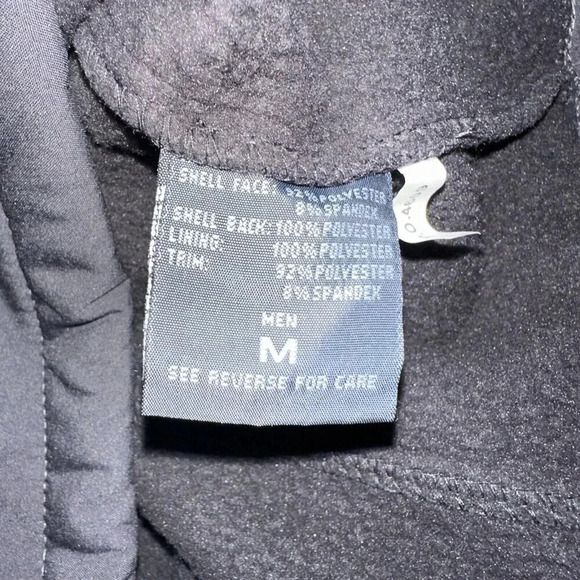 SHELL FACE: 92% POLYESTER
8% SPANDEX
SHELL BACK: 100% POLYESTER
LINING: 100% POLYESTER
TRIM: 92% POLYESTER
8% SPANDEX
MEN
M
SEE REVERSE FOR CARE